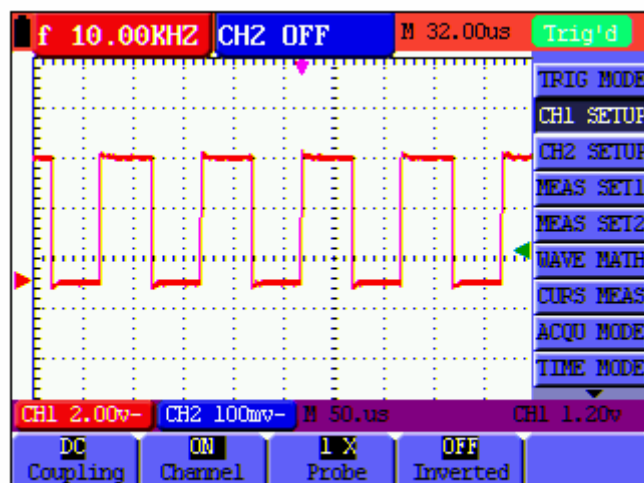 f 10.00KHZ CH2 OFF M 32.00us Trig'd
TRIG MODE
CH1 SETUP
CH2 SETUP
MEAS SET1
MEAS SET2
WAVE MATH
CURS MEAS
ACQU MODE
TIME MODE
CH1 2.00v- CH2 100mv- M 50.us CH1 1.20v
DC ON 1 X OFF
Coupling Channel Probe Inverted